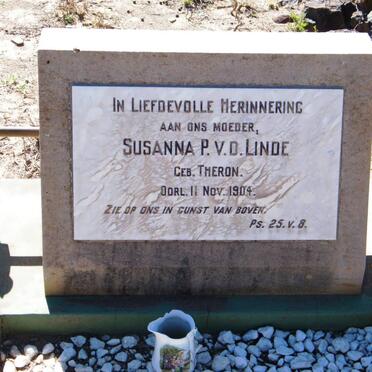 IN LIEFDEVOLLE HERINNERING
AAN ONS MOEDER,
SUSANNA P. V. D. LINDE
GEB. THERON.
OORL. 11 NOV. 1904.
ZIE OP ONS IN GUNST VAN BOVEN.
PS. 25. V. 8.